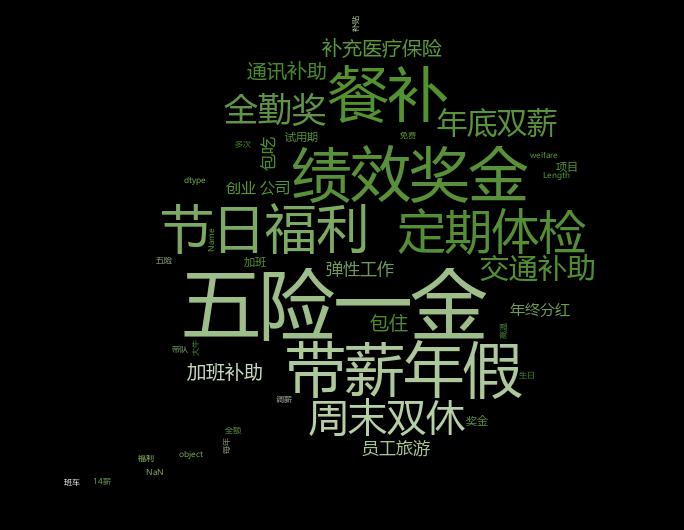 补充医疗保险
通讯补助
餐补
全勤奖
年底双薪
试用期
免费
多次
包吃
绩效奖金
welfare
项目
Length
dtype
创业 公司
节日福利
Name
定期体检
五险
加班
弹性工作
交通补助
五险一金
包住
年终分红
带队
带薪年假
加班补助
生日
调薪
周末双休
奖金
全额
员工旅游
福利
object
NaN
班车
14薪